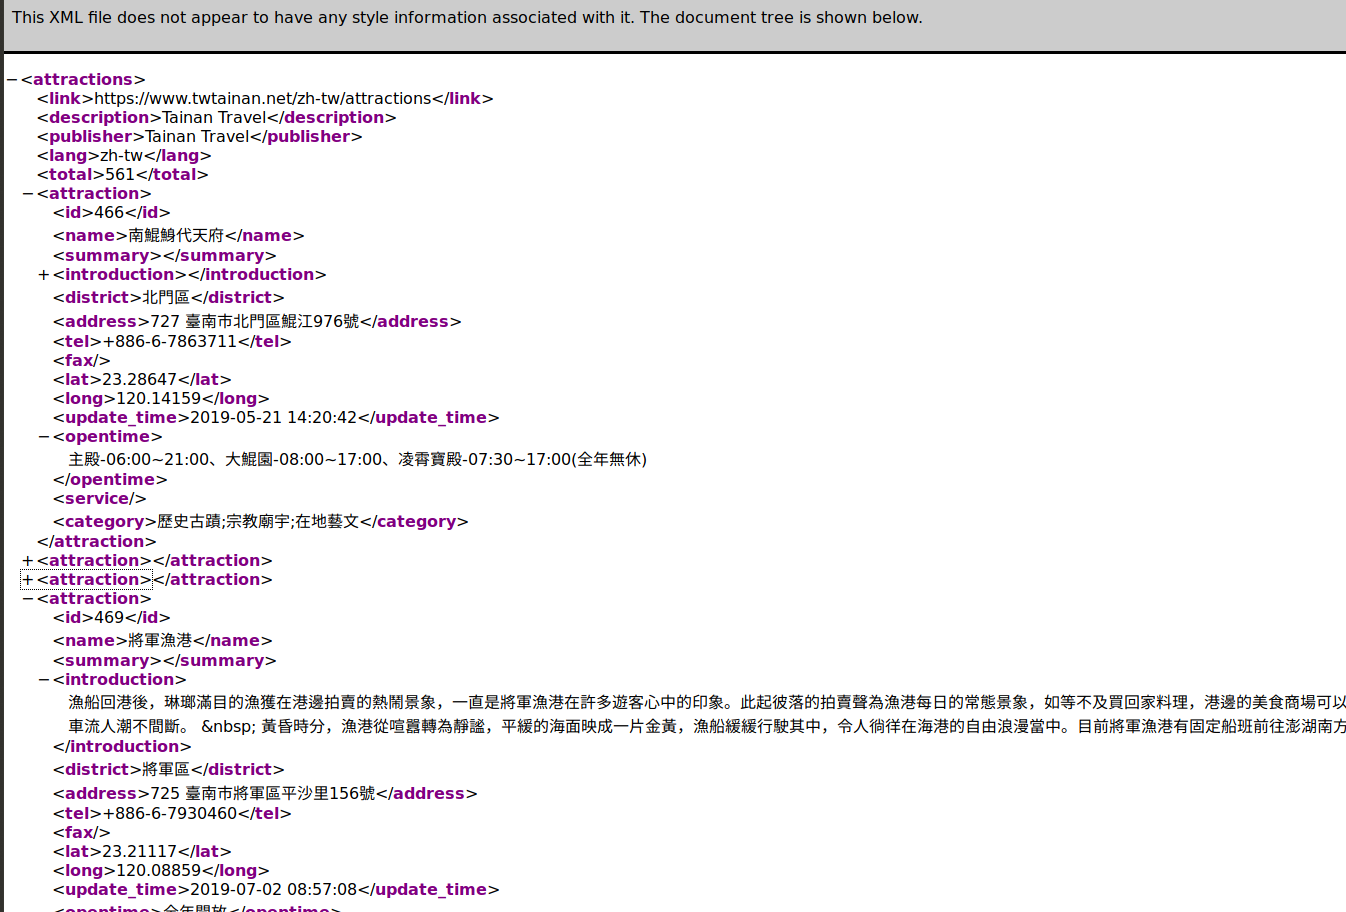 This XML file does not appear to have any style information associated with it. The document tree is shown below.
−<attractions>
<link>https://www.twtainan.net/zh-tw/attractions</link>
<description>Tainan Travel</description>
<publisher>Tainan Travel</publisher>
<lang>zh-tw</lang>
<total>561</total>
−<attraction>
<id>466</id>
<name>南鯤鯓代天府</name>
<summary></summary>
+<introduction></introduction>
<district>北門區</district>
<address>727 臺南市北門區鯤江976號</address>
<tel>+886-6-7863711</tel>
<fax/>
<lat>23.28647</lat>
<long>120.14159</long>
<update_time>2019-05-21 14:20:42</update_time>
−<opentime>
主殿-06:00~21:00、大鯤園-08:00~17:00、凌霄寶殿-07:30~17:00(全年無休)
</opentime>
<service/>
<category>歷史古蹟;宗教廟宇;在地藝文</category>
</attraction>
+<attraction></attraction>
+<attraction></attraction>
−<attraction>
<id>469</id>
<name>將軍漁港</name>
<summary></summary>
−<introduction>
漁船回港後，琳瑯滿目的漁獲在港邊拍賣的熱鬧景象，一直是將軍漁港在許多遊客心中的印象。此起彼落的拍賣聲為漁港每日的常態景象，如等不及買回家料理，港邊的美食商場可以
車流人潮不間斷。 &nbsp; 黃昏時分，漁港從喧囂轉為靜謐，平緩的海面映成一片金黃，漁船緩緩行駛其中，令人徜徉在海港的自由浪漫當中。目前將軍漁港有固定船班前往澎湖南方
</introduction>
<district>將軍區</district>
<address>725 臺南市將軍區平沙里156號</address>
<tel>+886-6-7930460</tel>
<fax/>
<lat>23.21117</lat>
<long>120.08859</long>
<update_time>2019-07-02 08:57:08</update_time>
<opentime>全年開放</opentime>